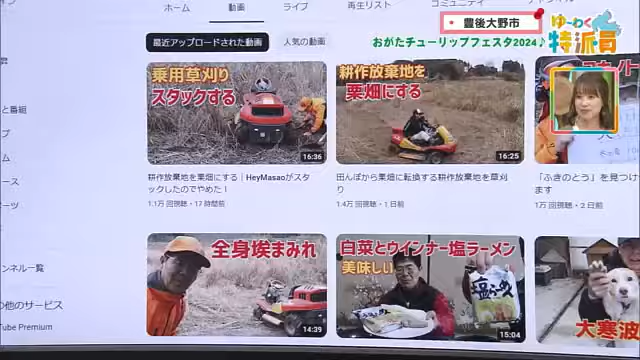 ホーム 動画 ライブ 再生リスト コミュニティ
豊後大野市
ゆ〜わく
特派員
おがたチューリップフェスタ2024♪
最近アップロードされた動画 人気の動画
乗用草刈り
スタックする
16:36
耕作放棄地を
栗畑にする
16:25
耕作放棄地を栗畑にする|HeyMasaoがスタ
ックしたのでやめた!
1.1万 回視聴・17 時間前
田んぼから栗畑に転換する耕作放棄地を草刈
り
1.4万 回視聴・1 日前
「ふきのとう」を見つけ
ます
1万 回視聴・2 日前
と番組
ャンネル一覧
の他のサービス
Tube Premium
全身埃まみれ
14:39
白菜とウインナー塩ラーメン
美味しい
塩らーめん
15:04
大寒波